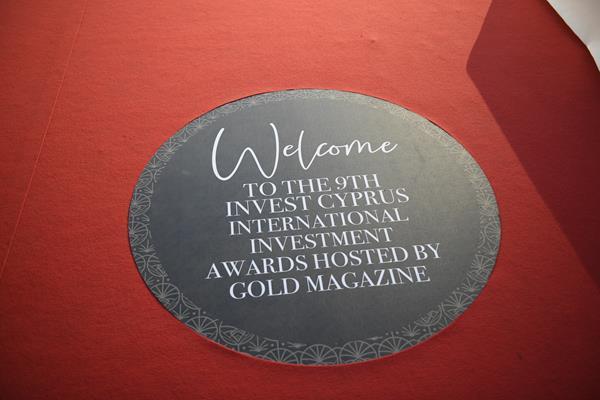 Welcome
TO THE 9TH
INVEST CYPRUS
INTERNATIONAL
INVESTMENT
AWARDS HOSTED BY
GOLD MAGAZINE